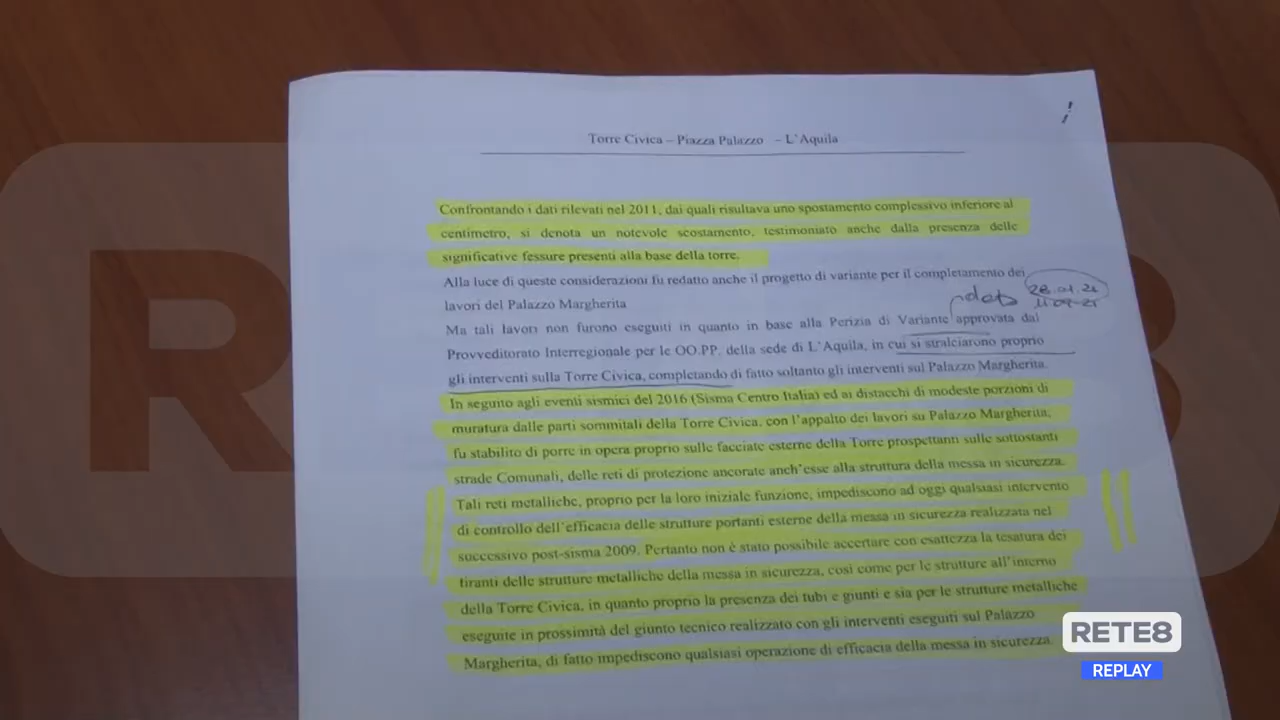 Torre Civica – Piazza Palazzo – L'Aquila
Confrontando i dati rilevati nel 2011, dai quali risultava uno spostamento complessivo inferiore al
centimetro, si denota un notevole scostamento, testimoniato anche dalla presenza delle
significative fessure presenti alla base della torre.
Alla luce di queste considerazioni fu redatto anche il progetto di variante per il completamento dei
lavori del Palazzo Margherita
28.01.21
11.09.21
Ma tali lavori non furono eseguiti in quanto in base alla Perizia di Variante approvata dal
Provveditorato Interregionale per le OO.PP. della sede di L'Aquila, in cui si stralciarono proprio
gli interventi sulla Torre Civica, completando di fatto soltanto gli interventi sul Palazzo Margherita.
In seguito agli eventi sismici del 2016 (Sisma Centro Italia) ed ai distacchi di modeste porzioni di
muratura dalle parti sommitali della Torre Civica, con l'appalto dei lavori su Palazzo Margherita,
fu stabilito di porre in opera proprio sulle facciate esterne della Torre prospettanti sulle sottostanti
strade Comunali, delle reti di protezione ancorate anch'esse alla struttura della messa in sicurezza.
Tali reti metalliche, proprio per la loro iniziale funzione, impediscono ad oggi qualsiasi intervento
di controllo dell'efficacia delle strutture portanti esterne della messa in sicurezza realizzata nel
successivo post-sisma 2009. Pertanto non è stato possibile accertare con esattezza la tesatura dei
tiranti delle strutture metalliche della messa in sicurezza, così come per le strutture all'interno
della Torre Civica, in quanto proprio la presenza dei tubi e giunti e sia per le strutture metalliche
eseguite in prossimità del giunto tecnico realizzato con gli interventi eseguiti sul Palazzo
Margherita, di fatto impediscono qualsiasi operazione di efficacia della messa in sicurezza.
RETE8
REPLAY
RE 8